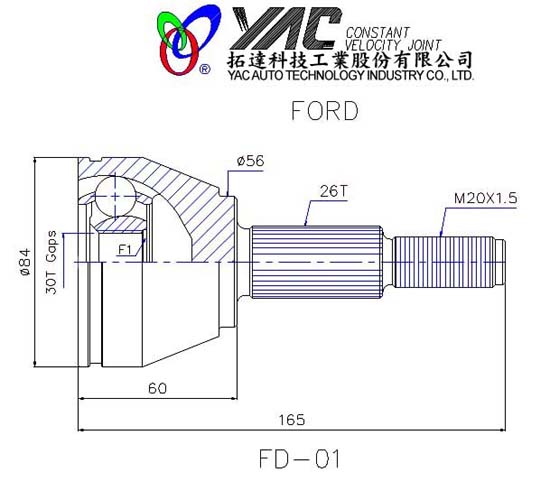 YAC CONSTANT
VELOCITY JOINT
®
拓達科技工業股份有限公司
YAC AUTO TECHNOLOGY INDUSTRY CO., LTD.
FORD
ø56
26T
M20X1.5
ø84
30T Gaps
F1
60
165
FD-01